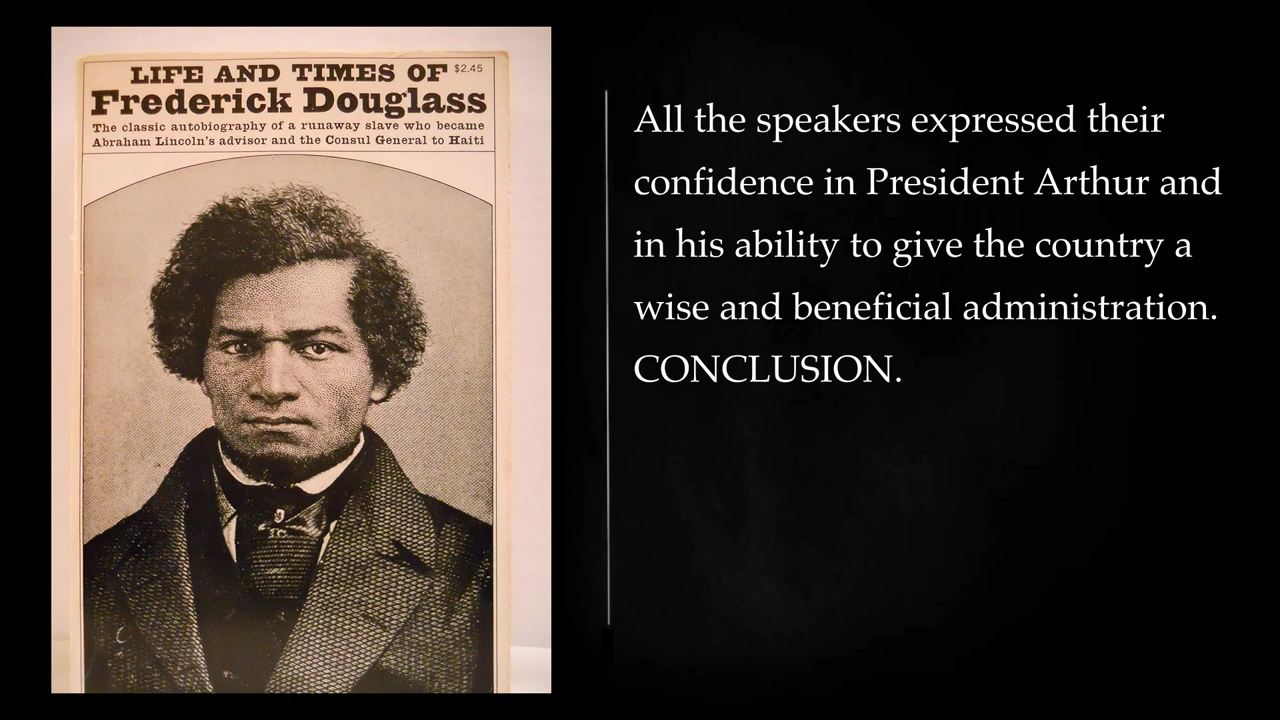 LIFE AND TIMES OF $2.45
Frederick Douglass
The classic autobiography of a runaway slave who became
Abraham Lincoln's advisor and the Consul General to Haiti
All the speakers expressed their
confidence in President Arthur and
in his ability to give the country a
wise and beneficial administration.
CONCLUSION.